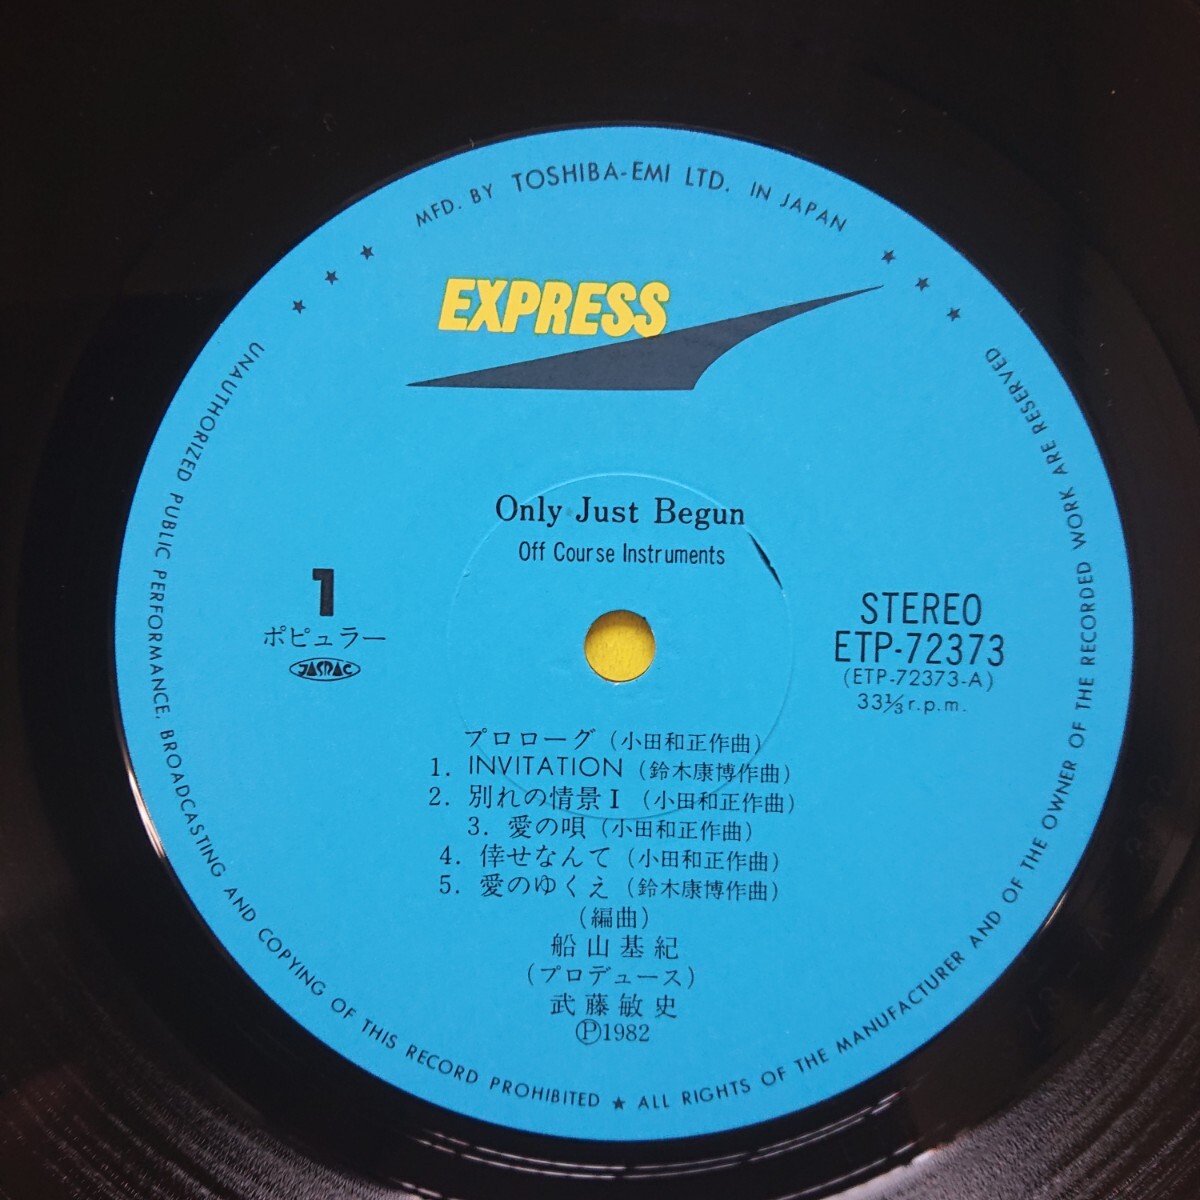 MFD. BY TOSHIBA-EMI LTD. IN JAPAN
★ ★ ★
★ ★ ★
EXPRESS
Only Just Begun
Off Course Instruments
1
ポピュラー
JASRAC
STEREO
ETP-72373
(ETP-72373-A)
33⅓r.p.m.
プロローグ(小田和正作曲)
1. INVITATION(鈴木康博作曲)
2. 別れの情景I(小田和正作曲)
3. 愛の唄(小田和正作曲)
4. 倖せなんて(小田和正作曲)
5. 愛のゆくえ(鈴木康博作曲)
(編曲)
船山基紀
(プロデュース)
武藤敏史
Ⓟ1982
UNAUTHORIZED PUBLIC PERFORMANCE, BROADCASTING AND COPYING OF THIS RECORD PROHIBITED ★ ALL RIGHTS OF THE MANUFACTURER AND OF THE OWNER OF THE RECORDED WORK ARE RESERVED